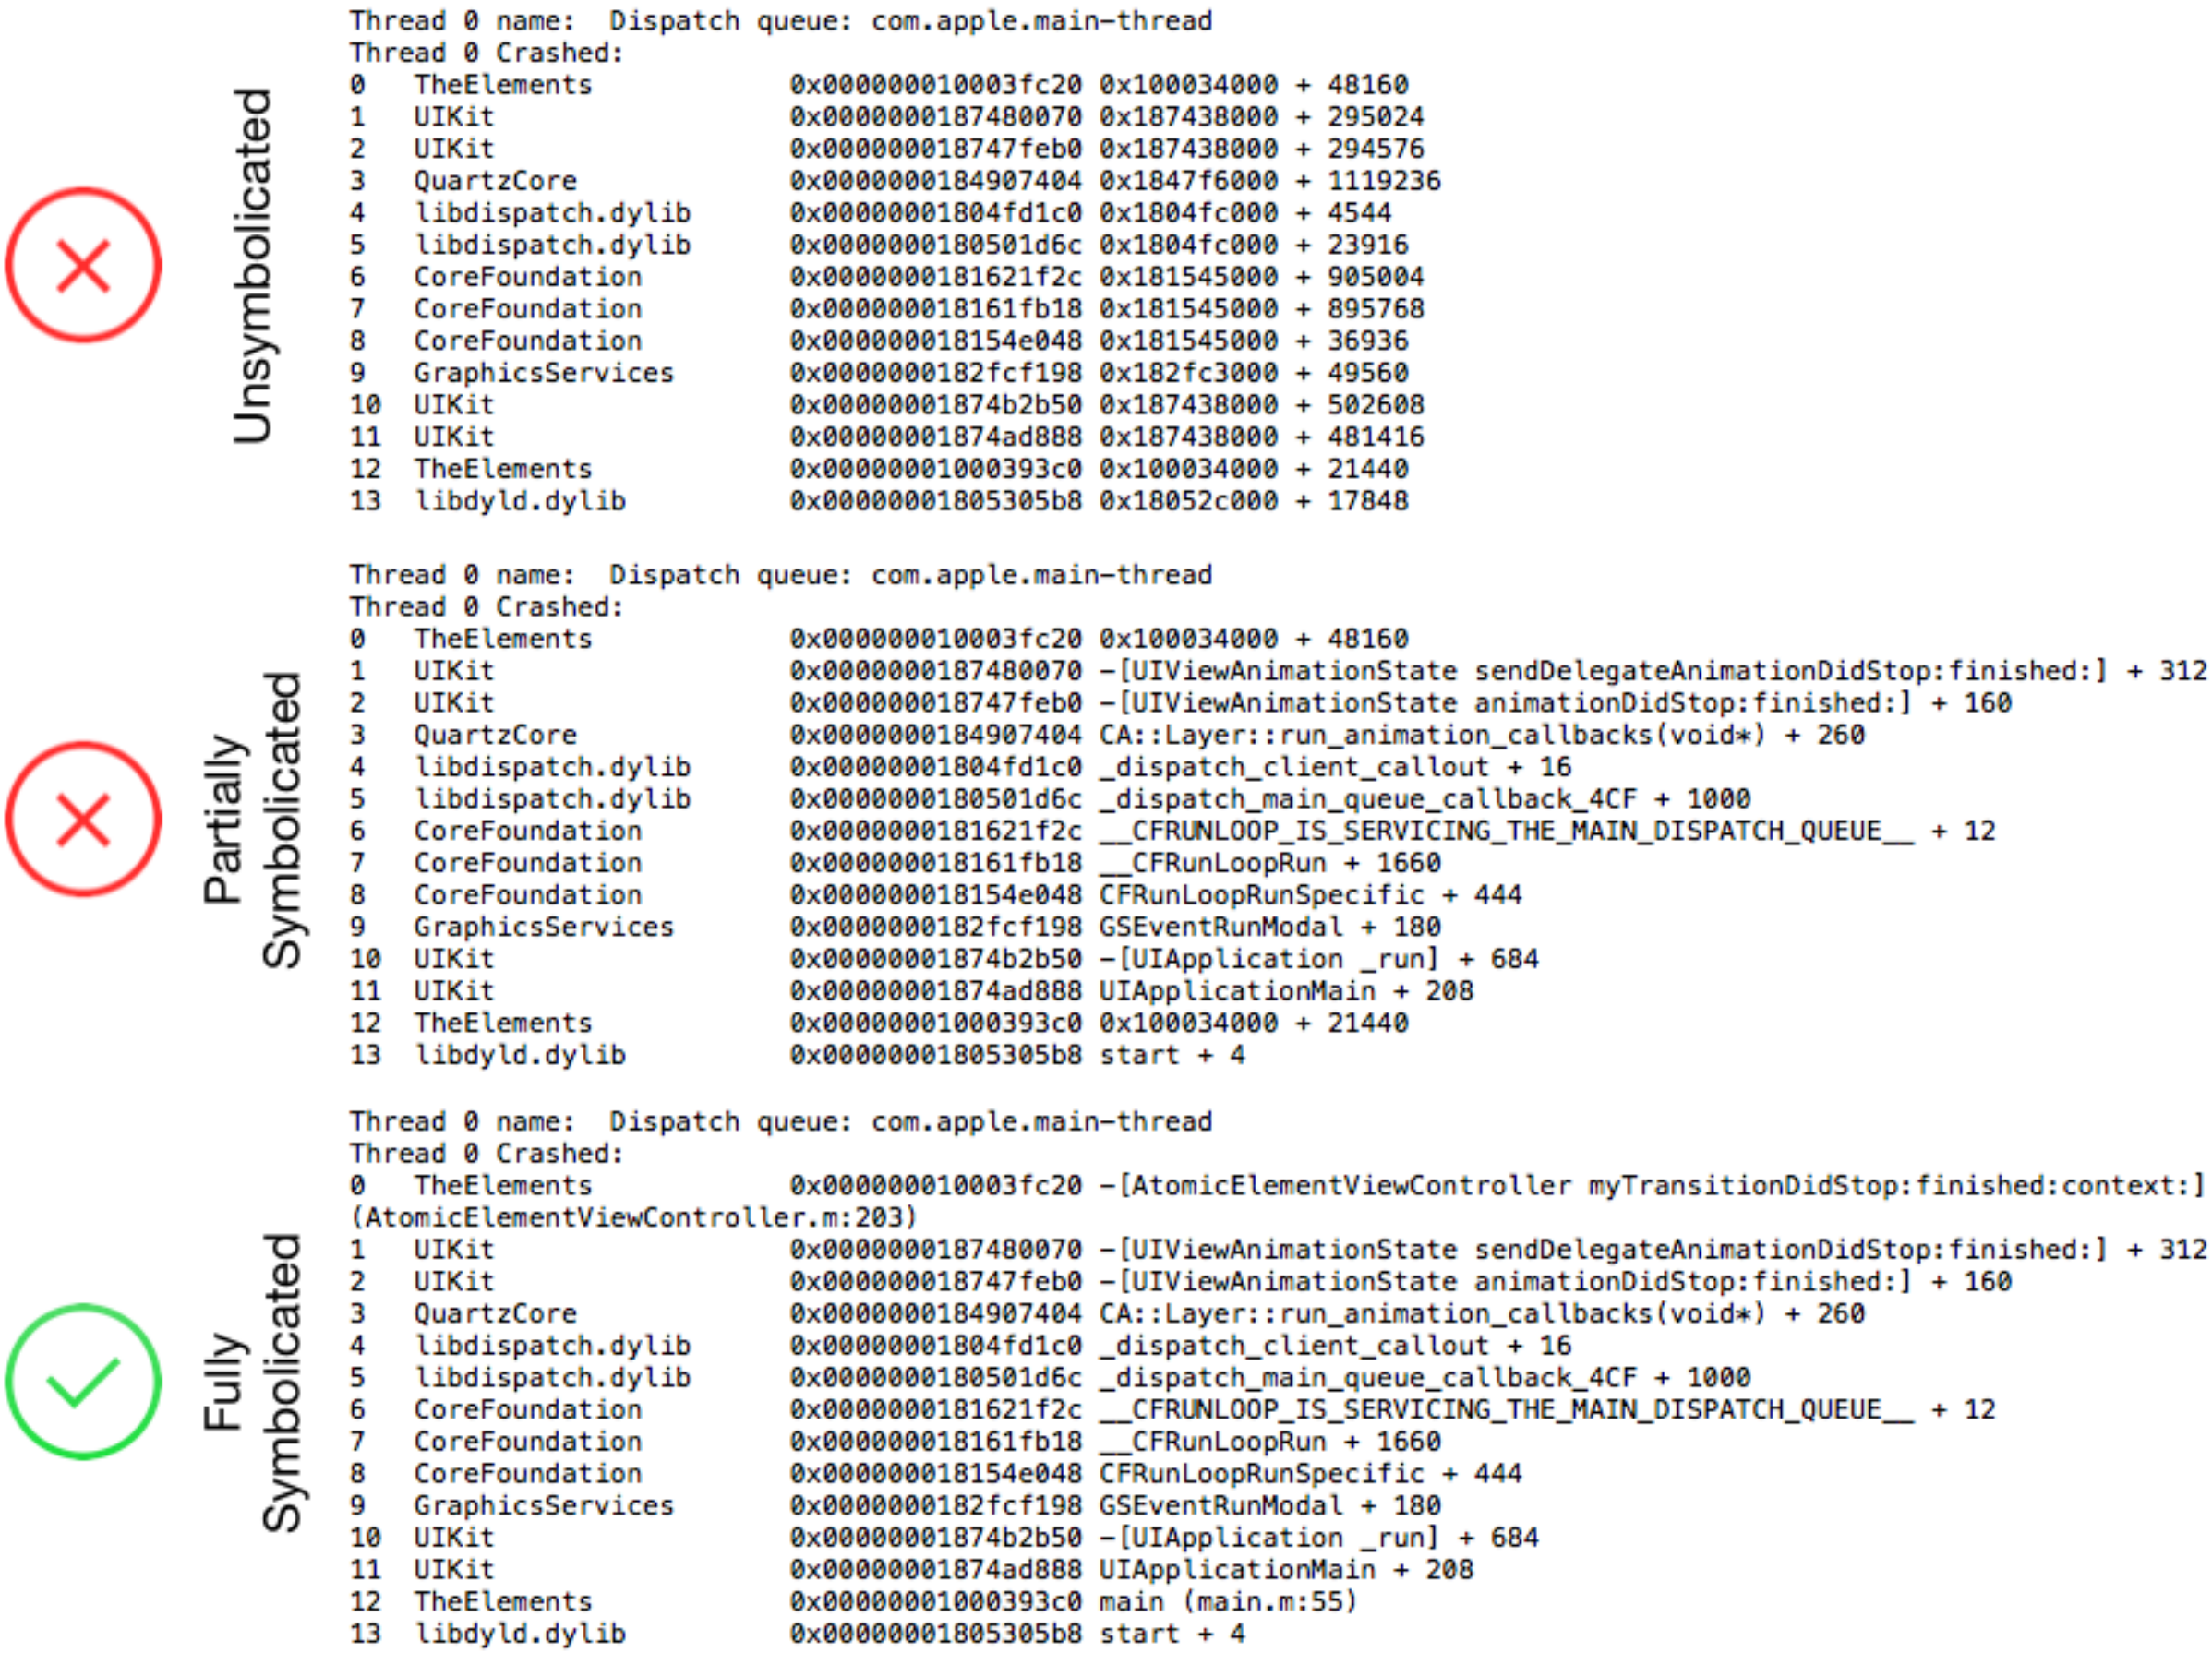 Unsymbolicated
Thread 0 name:  Dispatch queue: com.apple.main-thread
Thread 0 Crashed:
0   TheElements            0x000000010003fc20 0x100034000 + 48160
1   UIKit                  0x0000000187480070 0x187438000 + 295024
2   UIKit                  0x000000018747feb0 0x187438000 + 294576
3   QuartzCore             0x0000000184907404 0x1847f6000 + 1119236
4   libdispatch.dylib      0x00000001804fd1c0 0x1804fc000 + 4544
5   libdispatch.dylib      0x0000000180501d6c 0x1804fc000 + 23916
6   CoreFoundation         0x0000000181621f2c 0x181545000 + 905004
7   CoreFoundation         0x000000018161fb18 0x181545000 + 895768
8   CoreFoundation         0x000000018154e048 0x181545000 + 36936
9   GraphicsServices       0x0000000182fcf198 0x182fc3000 + 49560
10  UIKit                  0x00000001874b2b50 0x187438000 + 502608
11  UIKit                  0x00000001874ad888 0x187438000 + 481416
12  TheElements            0x00000001000393c0 0x100034000 + 21440
13  libdyld.dylib          0x00000001805305b8 0x18052c000 + 17848
Partially
Symbolicated
Thread 0 name:  Dispatch queue: com.apple.main-thread
Thread 0 Crashed:
0   TheElements            0x000000010003fc20 0x100034000 + 48160
1   UIKit                  0x0000000187480070 -[UIViewAnimationState sendDelegateAnimationDidStop:finished:] + 312
2   UIKit                  0x000000018747feb0 -[UIViewAnimationState animationDidStop:finished:] + 160
3   QuartzCore             0x0000000184907404 CA::Layer::run_animation_callbacks(void*) + 260
4   libdispatch.dylib      0x00000001804fd1c0 _dispatch_client_callout + 16
5   libdispatch.dylib      0x0000000180501d6c _dispatch_main_queue_callback_4CF + 1000
6   CoreFoundation         0x0000000181621f2c __CFRUNLOOP_IS_SERVICING_THE_MAIN_DISPATCH_QUEUE__ + 12
7   CoreFoundation         0x000000018161fb18 __CFRunLoopRun + 1660
8   CoreFoundation         0x000000018154e048 CFRunLoopRunSpecific + 444
9   GraphicsServices       0x0000000182fcf198 GSEventRunModal + 180
10  UIKit                  0x00000001874b2b50 -[UIApplication _run] + 684
11  UIKit                  0x00000001874ad888 UIApplicationMain + 208
12  TheElements            0x00000001000393c0 0x100034000 + 21440
13  libdyld.dylib          0x00000001805305b8 start + 4
Fully
Symbolicated
Thread 0 name:  Dispatch queue: com.apple.main-thread
Thread 0 Crashed:
0   TheElements            0x000000010003fc20 -[AtomicElementViewController myTransitionDidStop:finished:context:]
(AtomicElementViewController.m:203)
1   UIKit                  0x0000000187480070 -[UIViewAnimationState sendDelegateAnimationDidStop:finished:] + 312
2   UIKit                  0x000000018747feb0 -[UIViewAnimationState animationDidStop:finished:] + 160
3   QuartzCore             0x0000000184907404 CA::Layer::run_animation_callbacks(void*) + 260
4   libdispatch.dylib      0x00000001804fd1c0 _dispatch_client_callout + 16
5   libdispatch.dylib      0x0000000180501d6c _dispatch_main_queue_callback_4CF + 1000
6   CoreFoundation         0x0000000181621f2c __CFRUNLOOP_IS_SERVICING_THE_MAIN_DISPATCH_QUEUE__ + 12
7   CoreFoundation         0x000000018161fb18 __CFRunLoopRun + 1660
8   CoreFoundation         0x000000018154e048 CFRunLoopRunSpecific + 444
9   GraphicsServices       0x0000000182fcf198 GSEventRunModal + 180
10  UIKit                  0x00000001874b2b50 -[UIApplication _run] + 684
11  UIKit                  0x00000001874ad888 UIApplicationMain + 208
12  TheElements            0x00000001000393c0 main (main.m:55)
13  libdyld.dylib          0x00000001805305b8 start + 4